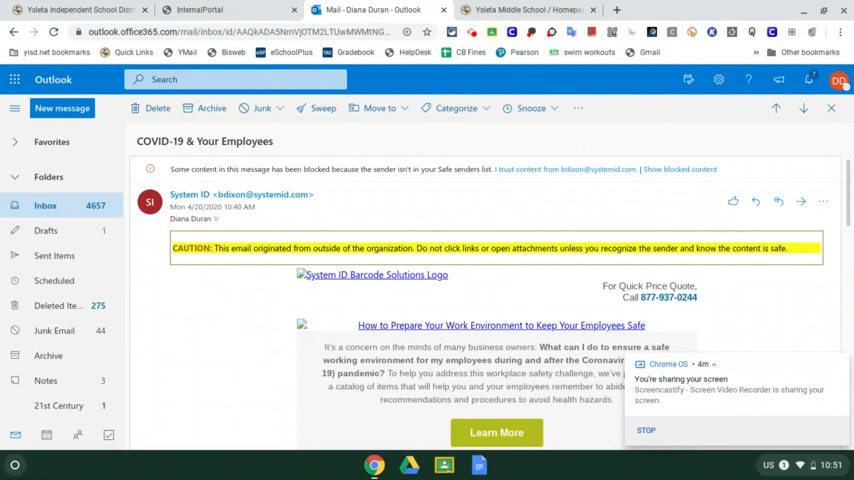 Ysleta Independent School Distri
InternalPortal
Mail - Diana Duran - Outlook
Ysleta Middle School / Homepa
outlook.office365.com/mail/inbox/id/AAQkADA5NmVjOTM2LTUwMWMtNG...
yisd.net bookmarks
Quick Links
YMail
Bisweb
eSchoolPlus
Gradebook
HelpDesk
CB Fines
Pearson
swim workouts
Gmail
Other bookmarks
Outlook
Search
7
DD
New message
Delete
Archive
Junk
Sweep
Move to
Categorize
Snooze
Favorites
Folders
Inbox 4657
Drafts 1
Sent Items
Scheduled
Deleted Ite... 275
Junk Email 44
Archive
Notes 3
21st Century 1
COVID-19 & Your Employees
Some content in this message has been blocked because the sender isn't in your Safe senders list. I trust content from bdixon@systemid.com. | Show blocked content
SI
System ID <bdixon@systemid.com>
Mon 4/20/2020 10:40 AM
Diana Duran
CAUTION: This email originated from outside of the organization. Do not click links or open attachments unless you recognize the sender and know the content is safe.
System ID Barcode Solutions Logo
For Quick Price Quote,
Call 877-937-0244
How to Prepare Your Work Environment to Keep Your Employees Safe
It's a concern on the minds of many business owners: What can I do to ensure a safe
working environment for my employees during and after the Coronavir
19) pandemic? To help you address this workplace safety challenge, we've p
a catalog of items that will help you and your employees remember to abide
recommendations and procedures to avoid health hazards.
Learn More
Chrome OS • 4m
You're sharing your screen
Screencastify - Screen Video Recorder is sharing your
screen.
STOP
US 1 10:51